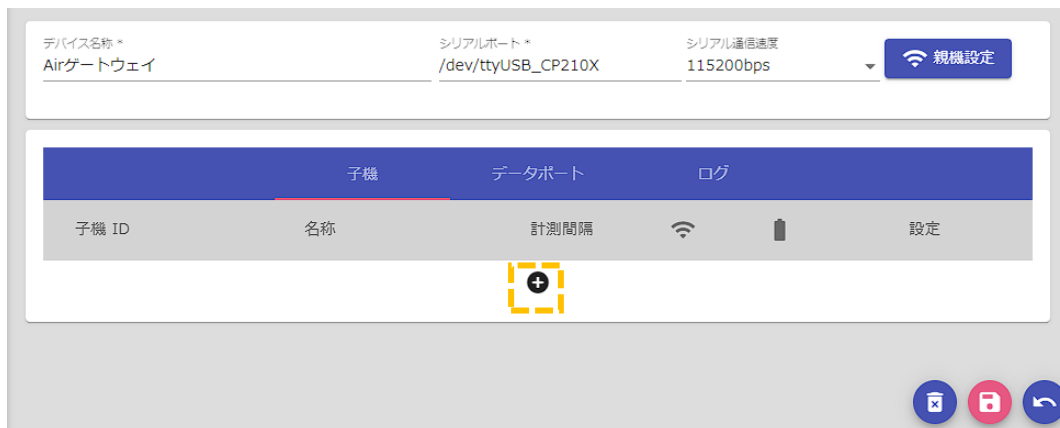 デバイス名称 * シリアルポート * シリアル通信速度
Airゲートウェイ /dev/ttyUSB_CP210X 115200bps 親機設定
子機 データポート ログ
子機 ID 名称 計測間隔 設定